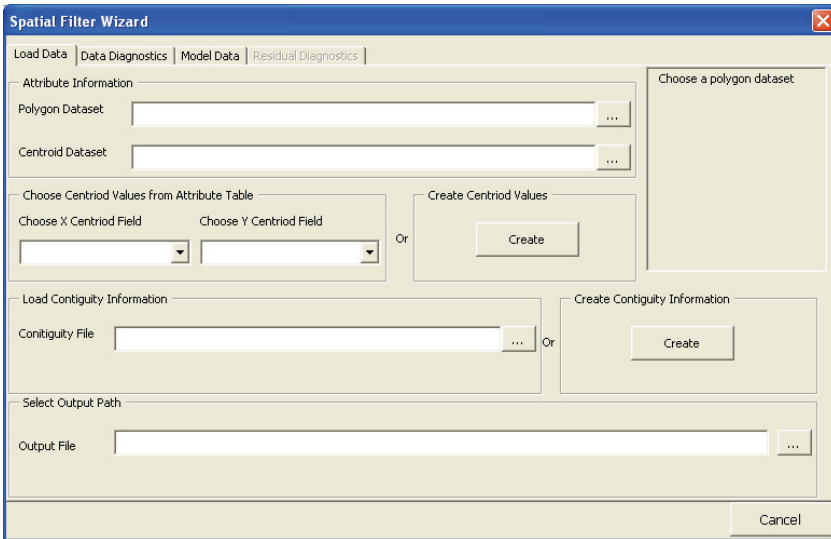 Spatial Filter Wizard
Load Data Data Diagnostics Model Data Residual Diagnostics
Attribute Information
Polygon Dataset ...
Centroid Dataset ...
Choose a polygon dataset
Choose Centriod Values from Attribute Table
Choose X Centriod Field Choose Y Centriod Field
Or
Create Centriod Values
Create
Load Contiguity Information
Conitiguity File ...
Or
Create Contiguity Information
Create
Select Output Path
Output File ...
Cancel